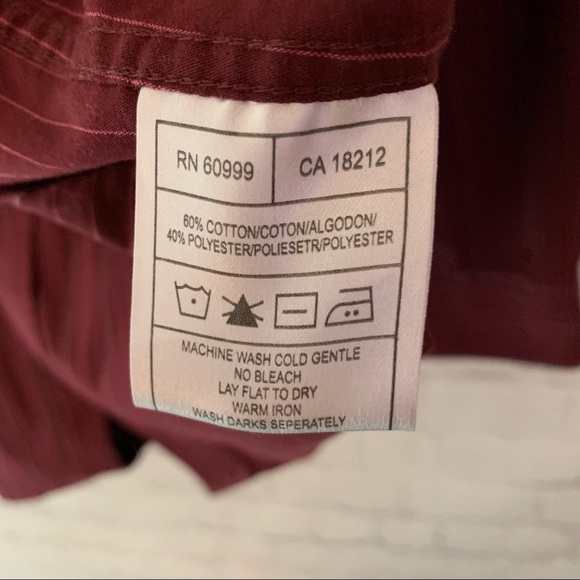 RN 60999
CA 18212
60% COTTON/COTON/ALGODON/
40% POLYESTER/POLIESETR/POLYESTER
MACHINE WASH COLD GENTLE
NO BLEACH
LAY FLAT TO DRY
WARM IRON
WASH DARKS SEPERATELY